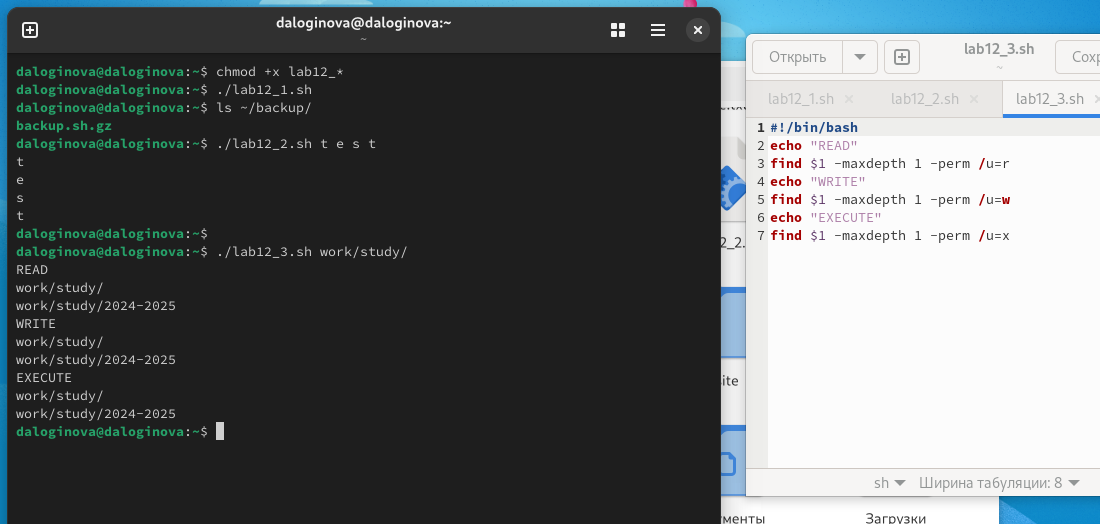 daloginova@daloginova:~
~
daloginova@daloginova:~$ chmod +x lab12_*
daloginova@daloginova:~$ ./lab12_1.sh
daloginova@daloginova:~$ ls ~/backup/
backup.sh.gz
daloginova@daloginova:~$ ./lab12_2.sh t e s t
t
e
s
t
daloginova@daloginova:~$
daloginova@daloginova:~$ ./lab12_3.sh work/study/
READ
work/study/
work/study/2024-2025
WRITE
work/study/
work/study/2024-2025
EXECUTE
work/study/
work/study/2024-2025
daloginova@daloginova:~$
Открыть
lab12_3.sh
~
lab12_1.sh
lab12_2.sh
lab12_3.sh
1 #!/bin/bash
2 echo "READ"
3 find $1 -maxdepth 1 -perm /u=r
4 echo "WRITE"
5 find $1 -maxdepth 1 -perm /u=w
6 echo "EXECUTE"
7 find $1 -maxdepth 1 -perm /u=x
sh
Ширина табуляции: 8
Загрузки